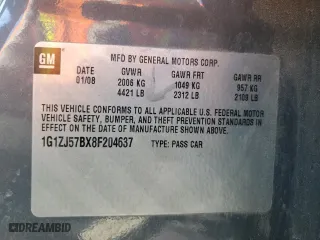 GM
MFD BY GENERAL MOTORS CORP.
DATE GVWR GAWR FRT GAWR RR
01/08 2006 KG 1049 KG 957 KG
4421 LB 2312 LB 2109 LB
THIS VEHICLE CONFORMS TO ALL APPLICABLE U.S. FEDERAL MOTOR
VEHICLE SAFETY, BUMPER, AND THEFT PREVENTION STANDARDS
IN EFFECT ON THE DATE OF MANUFACTURE SHOWN ABOVE.
1G1ZJ57BX8F204637 TYPE: PASS CAR